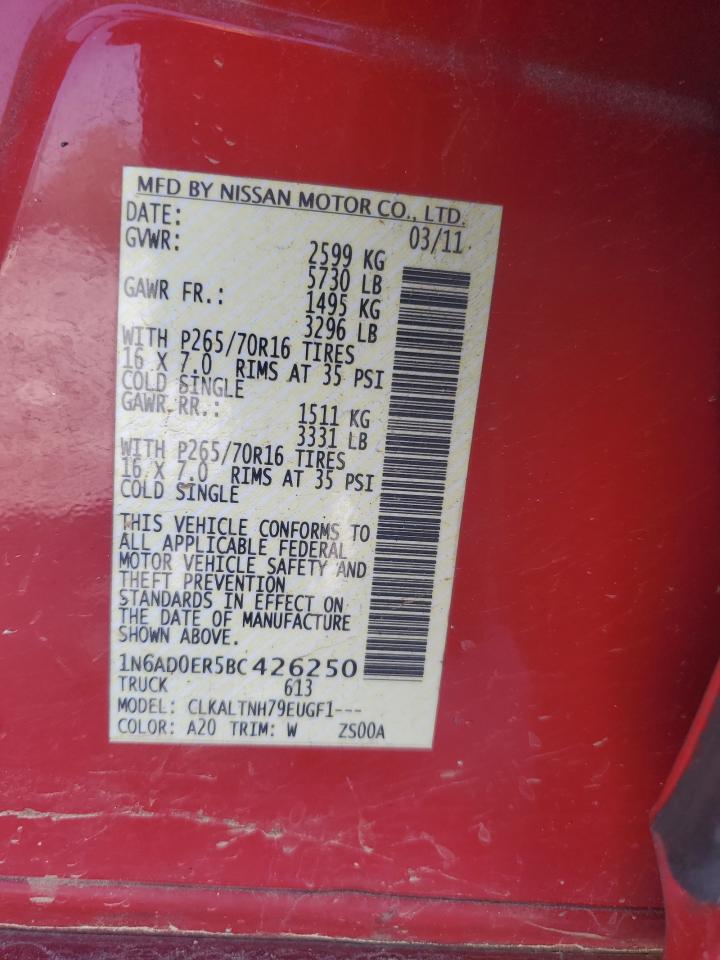 MFD BY NISSAN MOTOR CO., LTD.
DATE: 03/11
GVWR: 2599 KG
5730 LB
GAWR FR.: 1495 KG
3296 LB
WITH P265/70R16 TIRES
16 X 7.0 RIMS AT 35 PSI
COLD SINGLE
GAWR RR.: 1511 KG
3331 LB
WITH P265/70R16 TIRES
16 X 7.0 RIMS AT 35 PSI
COLD SINGLE
THIS VEHICLE CONFORMS TO
ALL APPLICABLE FEDERAL
MOTOR VEHICLE SAFETY AND
THEFT PREVENTION
STANDARDS IN EFFECT ON
THE DATE OF MANUFACTURE
SHOWN ABOVE.
1N6AD0ER5BC426250
TRUCK 613
MODEL: CLKALTNH79EUGF1---
COLOR: A20 TRIM: W ZS00A